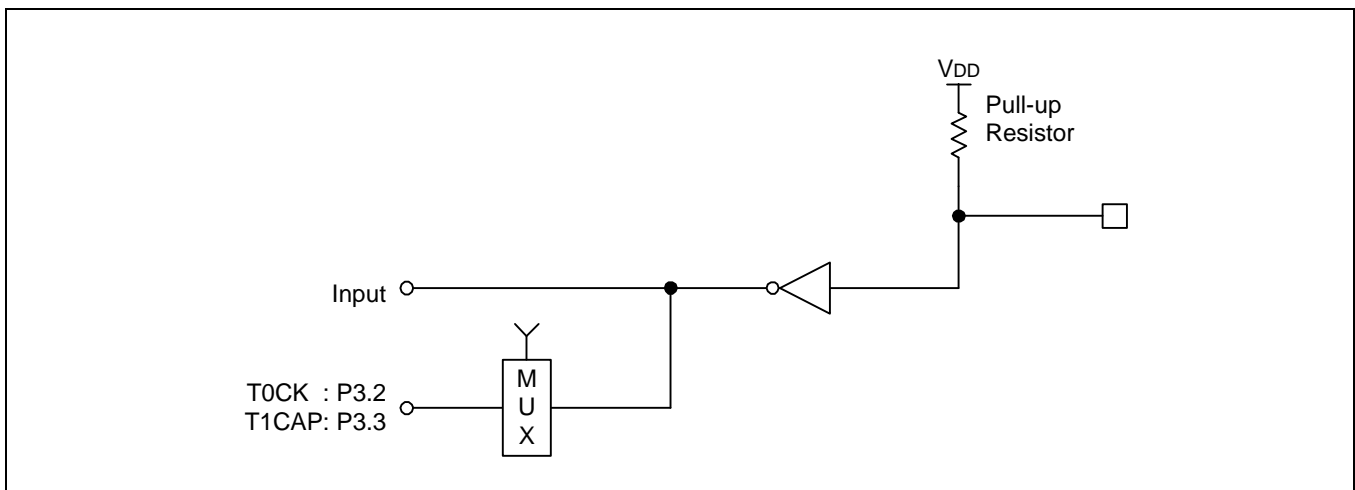 VDD
Pull-up
Resistor
Input
T0CK : P3.2
T1CAP: P3.3
M
U
X